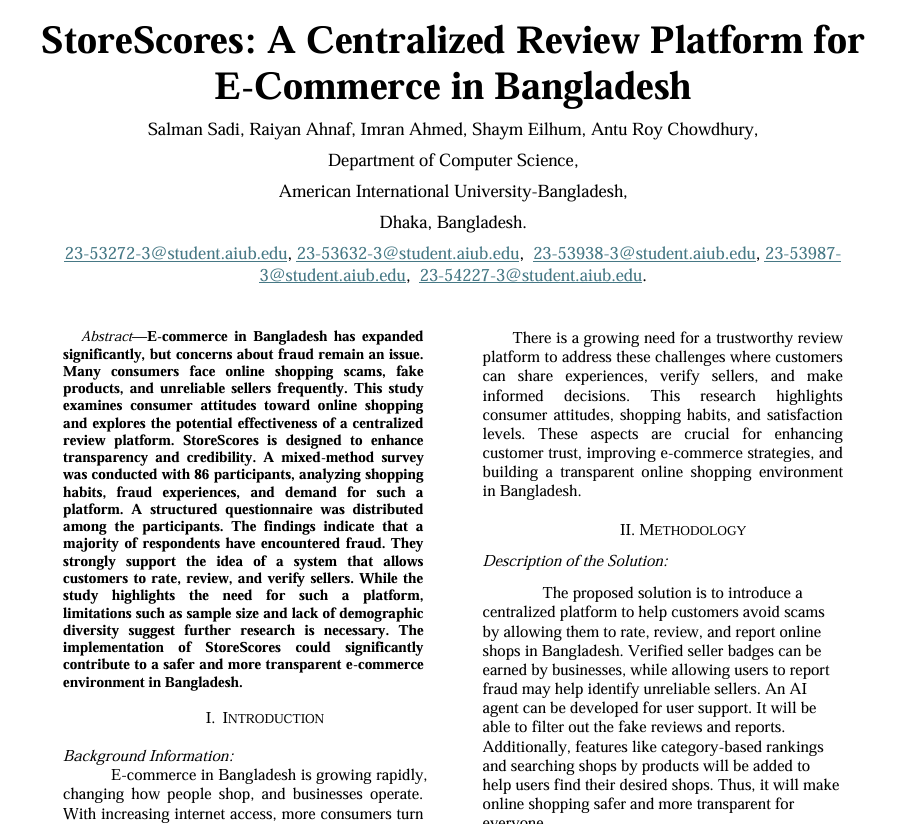 StoreScores: A Centralized Review Platform for
E-Commerce in Bangladesh
Salman Sadi, Raiyan Ahnaf, Imran Ahmed, Shaym Eilhum, Antu Roy Chowdhury,
Department of Computer Science,
American International University-Bangladesh,
Dhaka, Bangladesh.
23-53272-3@student.aiub.edu, 23-53632-3@student.aiub.edu, 23-53938-3@student.aiub.edu, 23-53987-
3@student.aiub.edu, 23-54227-3@student.aiub.edu.
Abstract—E-commerce in Bangladesh has expanded
significantly, but concerns about fraud remain an issue.
Many consumers face online shopping scams, fake
products, and unreliable sellers frequently. This study
examines consumer attitudes toward online shopping
and explores the potential effectiveness of a centralized
review platform. StoreScores is designed to enhance
transparency and credibility. A mixed-method survey
was conducted with 86 participants, analyzing shopping
habits, fraud experiences, and demand for such a
platform. A structured questionnaire was distributed
among the participants. The findings indicate that a
majority of respondents have encountered fraud. They
strongly support the idea of a system that allows
customers to rate, review, and verify sellers. While the
study highlights the need for such a platform,
limitations such as sample size and lack of demographic
diversity suggest further research is necessary. The
implementation of StoreScores could significantly
contribute to a safer and more transparent e-commerce
environment in Bangladesh.
I. INTRODUCTION
Background Information:
E-commerce in Bangladesh is growing rapidly,
changing how people shop, and businesses operate.
With increasing internet access, more consumers turn
There is a growing need for a trustworthy review
platform to address these challenges where customers
can share experiences, verify sellers, and make
informed decisions. This research highlights
consumer attitudes, shopping habits, and satisfaction
levels. These aspects are crucial for enhancing
customer trust, improving e-commerce strategies, and
building a transparent online shopping environment
in Bangladesh.
II. METHODOLOGY
Description of the Solution:
The proposed solution is to introduce a
centralized platform to help customers avoid scams
by allowing them to rate, review, and report online
shops in Bangladesh. Verified seller badges can be
earned by businesses, while allowing users to report
fraud may help identify unreliable sellers. An AI
agent can be developed for user support. It will be
able to filter out the fake reviews and reports.
Additionally, features like category-based rankings
and searching shops by products will be added to
help users find their desired shops. Thus, it will make
online shopping safer and more transparent for
everyone.